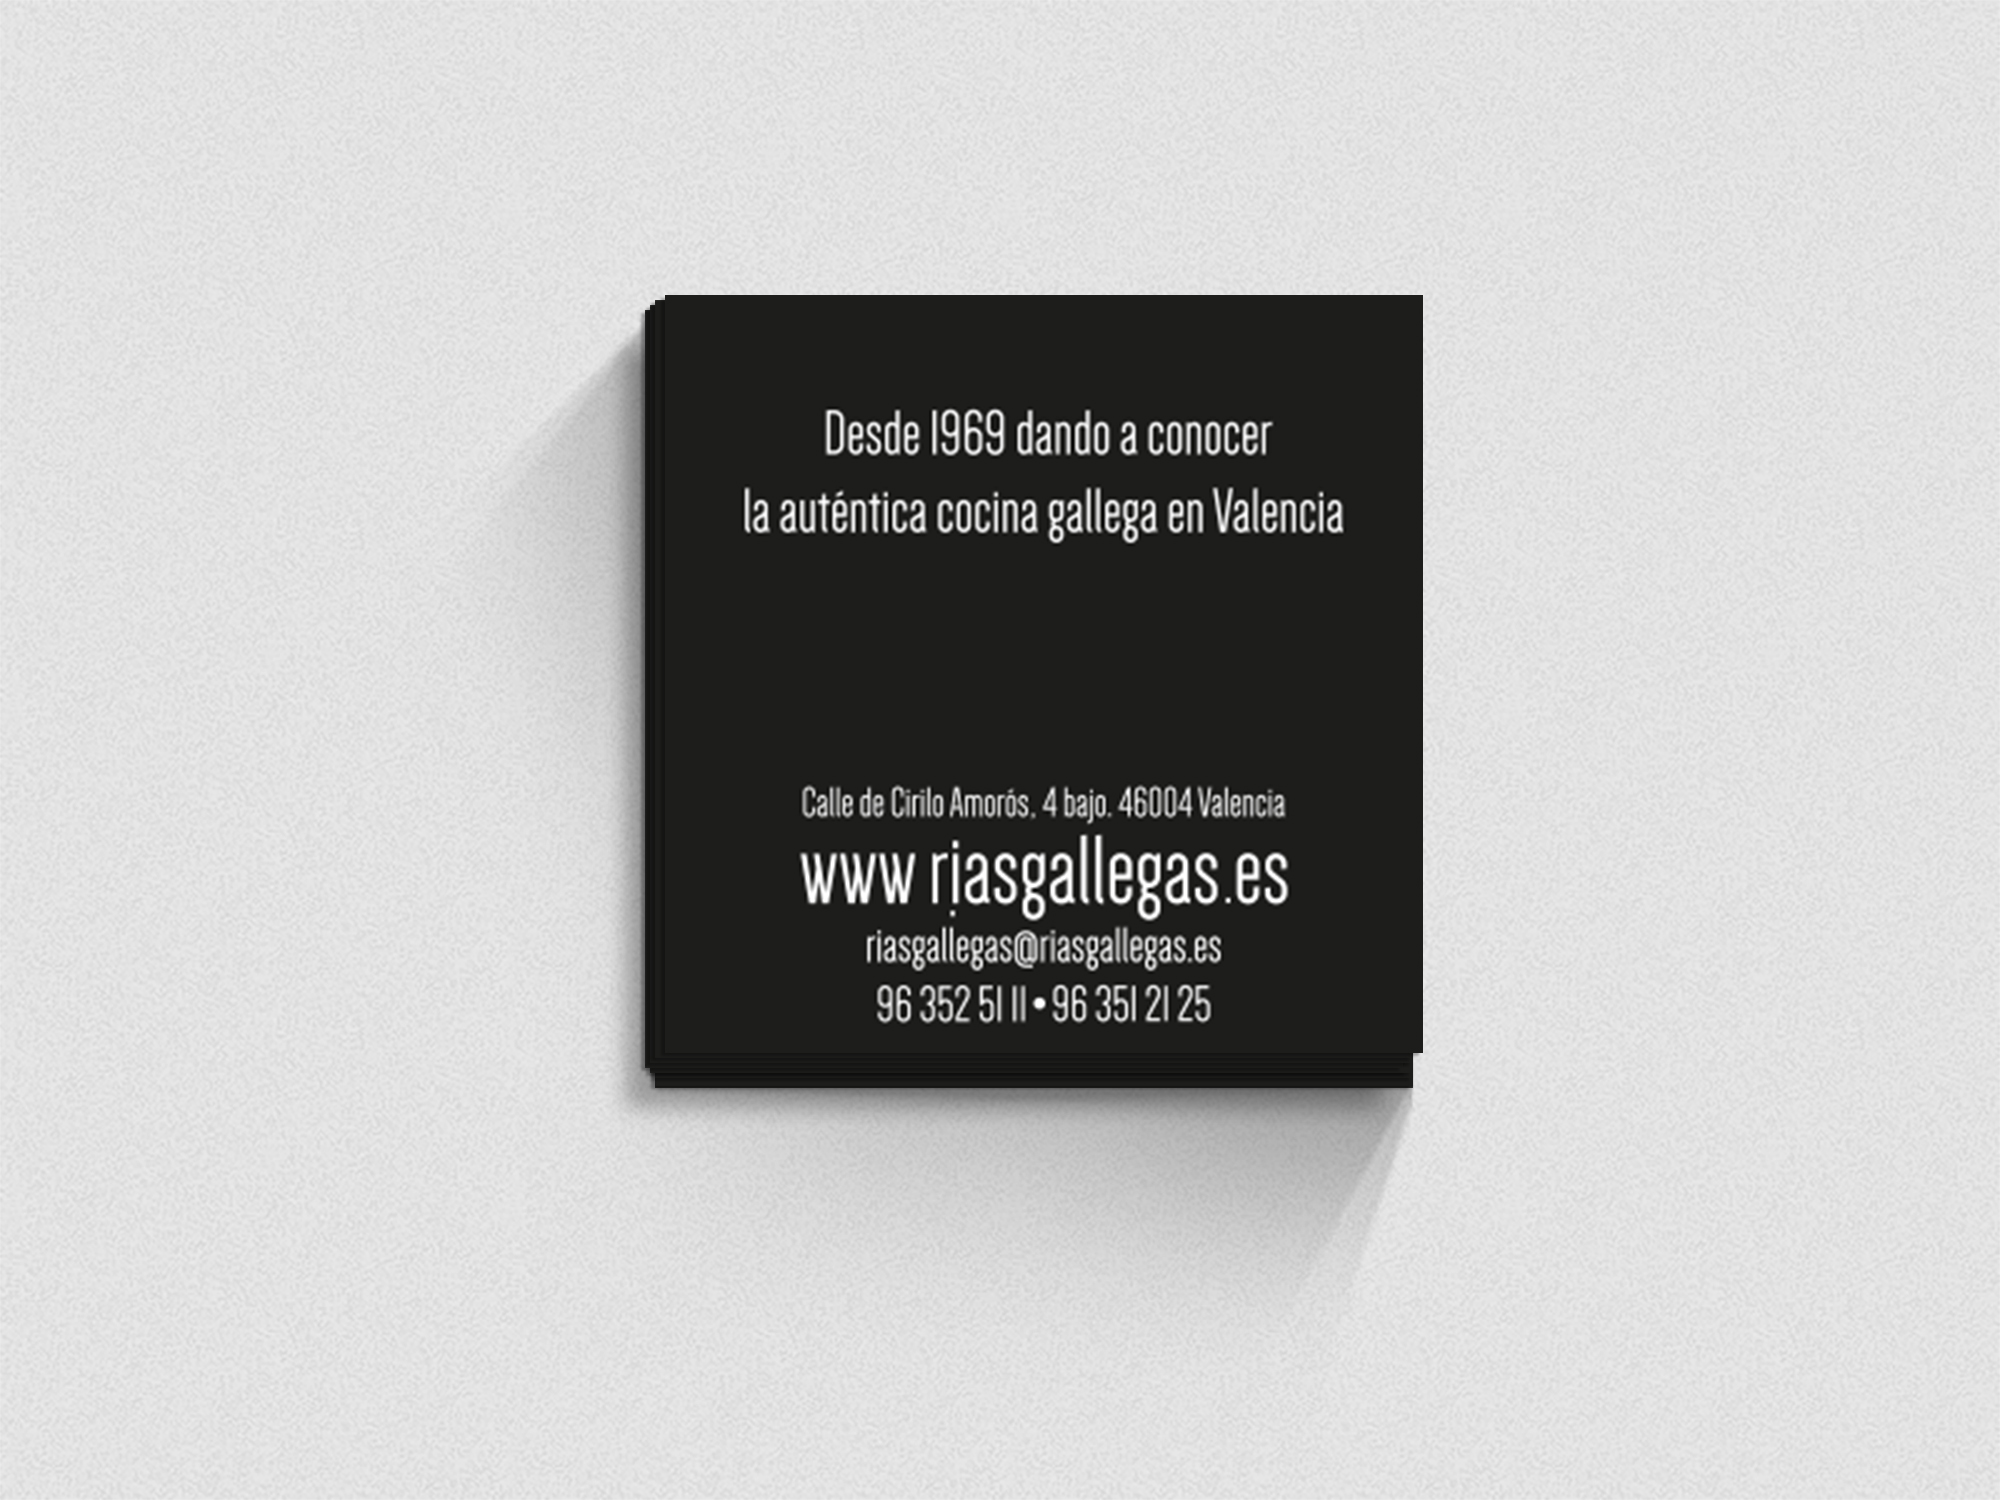 Desde 1969 dando a conocer
la auténtica cocina gallega en Valencia
Calle de Cirilo Amorós, 4 bajo. 46004 Valencia
www riasgallegas.es
riasgallegas@riasgallegas.es
96 352 51 11 • 96 351 21 25